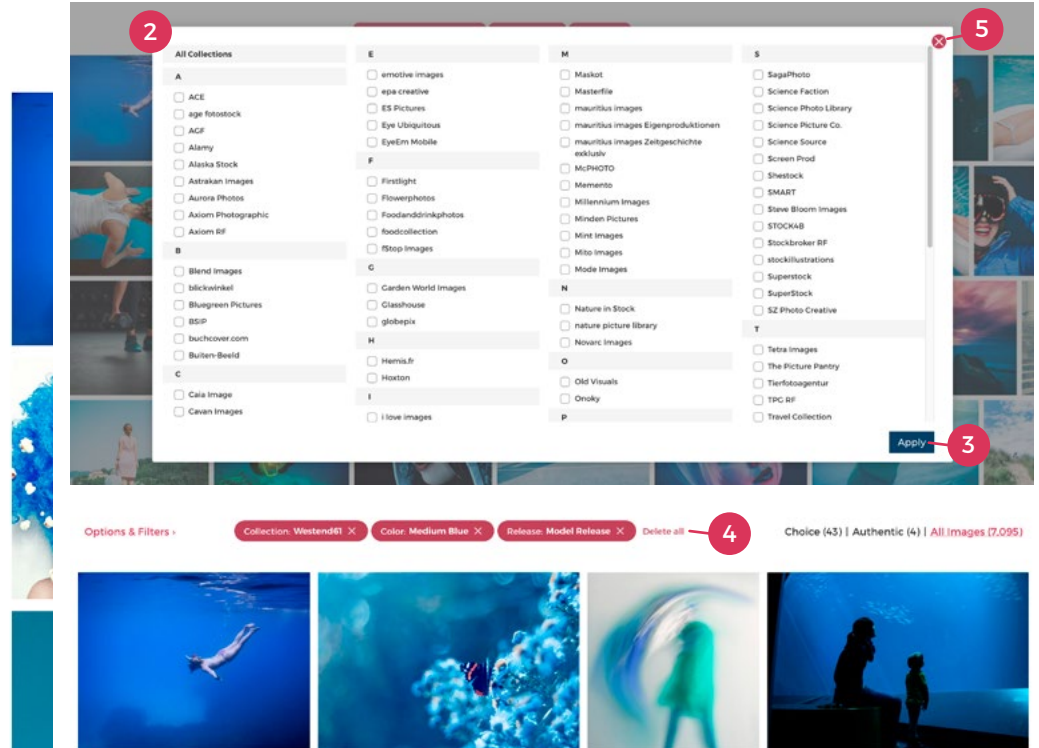 2
5
All Collections
A
ACE
age fotostock
AGF
Alamy
Alaska Stock
Astrakan Images
Aurora Photos
Axiom Photographic
Axiom RF
B
Blend Images
blickwinkel
Bluegreen Pictures
BSIP
buchcover.com
Buiten-Beeld
C
Caia Image
Cavan Images
E
emotive images
epa creative
ES Pictures
Eye Ubiquitous
EyeEm Mobile
F
Firstlight
Flowerphotos
Foodanddrinkphotos
foodcollection
fStop Images
G
Garden World Images
Glasshouse
globepix
H
Hemis.fr
Hoxton
I
i love images
M
Maskot
Masterfile
mauritius images
mauritius images Eigenproduktionen
mauritius images Zeitgeschichte
exklusiv
McPHOTO
Memento
Millennium Images
Minden Pictures
Mint Images
Mito Images
Mode Images
N
Nature in Stock
nature picture library
Novarc Images
O
Old Visuals
Onoky
P
S
SagaPhoto
Science Faction
Science Photo Library
Science Picture Co.
Science Source
Screen Prod
Shestock
SMART
Steve Bloom Images
STOCK4B
Stockbroker RF
stockillustrations
Superstock
SuperStock
SZ Photo Creative
T
Tetra Images
The Picture Pantry
Tierfotoagentur
TPG RF
Travel Collection
Apply
3
Options & Filters ›
Collection: Westend61 ✕ Color: Medium Blue ✕ Release: Model Release ✕ Delete all
4
Choice (43) | Authentic (4) | All Images (7,095)